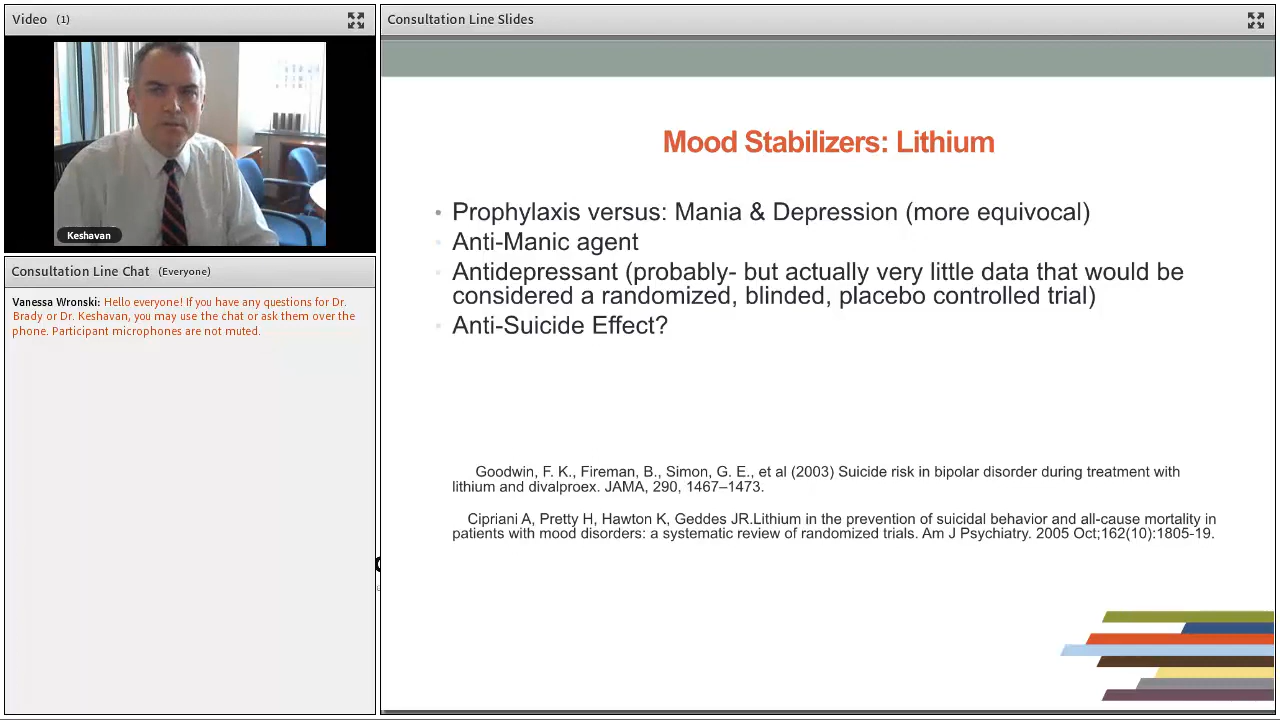 Video (1)
Keshavan
Consultation Line Chat (Everyone)
Vanessa Wronski: Hello everyone! If you have any questions for Dr.
Brady or Dr. Keshavan, you may use the chat or ask them over the
phone. Participant microphones are not muted.
Consultation Line Slides
Mood Stabilizers: Lithium
• Prophylaxis versus: Mania & Depression (more equivocal)
• Anti-Manic agent
• Antidepressant (probably- but actually very little data that would be
considered a randomized, blinded, placebo controlled trial)
• Anti-Suicide Effect?
Goodwin, F. K., Fireman, B., Simon, G. E., et al (2003) Suicide risk in bipolar disorder during treatment with
lithium and divalproex. JAMA, 290, 1467–1473.
Cipriani A, Pretty H, Hawton K, Geddes JR.Lithium in the prevention of suicidal behavior and all-cause mortality in
patients with mood disorders: a systematic review of randomized trials. Am J Psychiatry. 2005 Oct;162(10):1805-19.